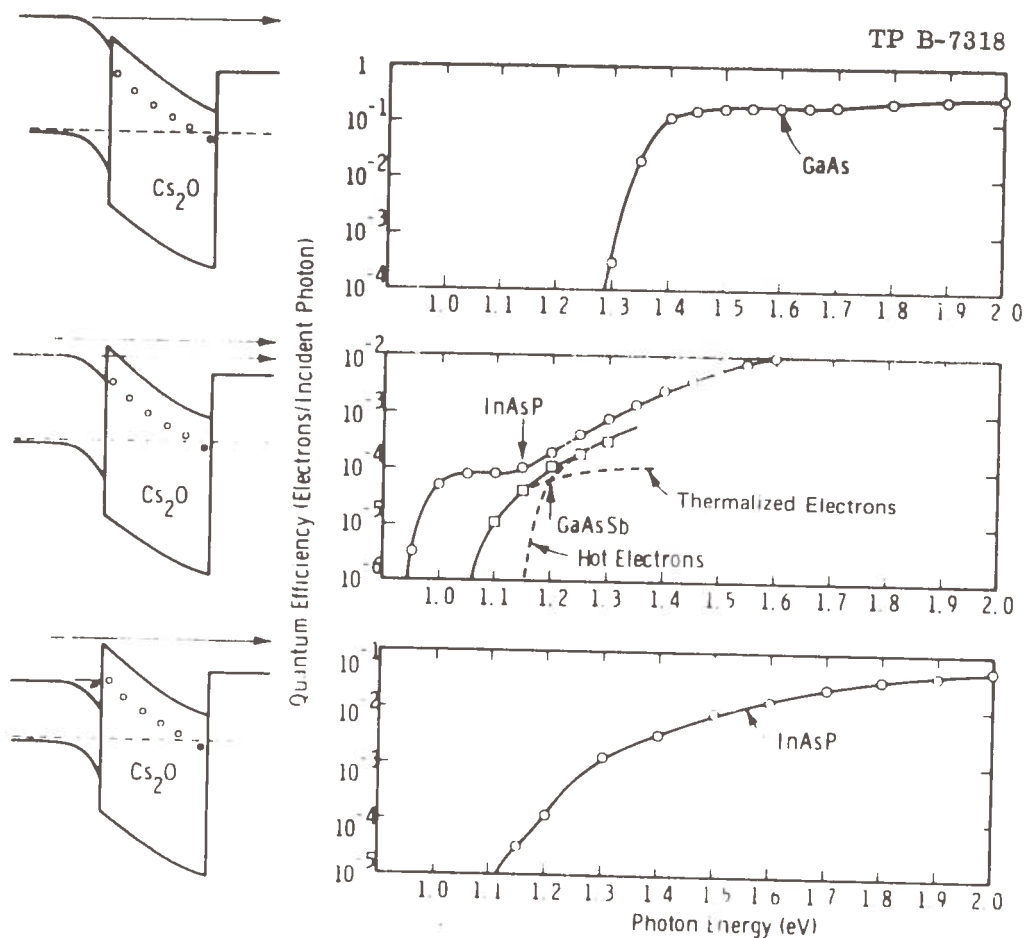 TP B-7318
Cs2O
Cs2O
Cs2O
Quantum Efficiency (Electrons/Incident Photon)
1
10-1
10-2
10-3
10-4
GaAs
1.0 1.1 1.2 1.3 1.4 1.5 1.6 1.7 1.8 1.9 2.0
10-2
10-3
10-4
10-5
10-6
InAsP
GaAsSb
Thermalized Electrons
Hot Electrons
1.0 1.1 1.2 1.3 1.4 1.5 1.6 1.7 1.8 1.9 2.0
10-1
10-2
10-3
10-4
10-5
InAsP
1.0 1.1 1.2 1.3 1.4 1.5 1.6 1.7 1.8 1.9 2.0
Photon Energy (eV)